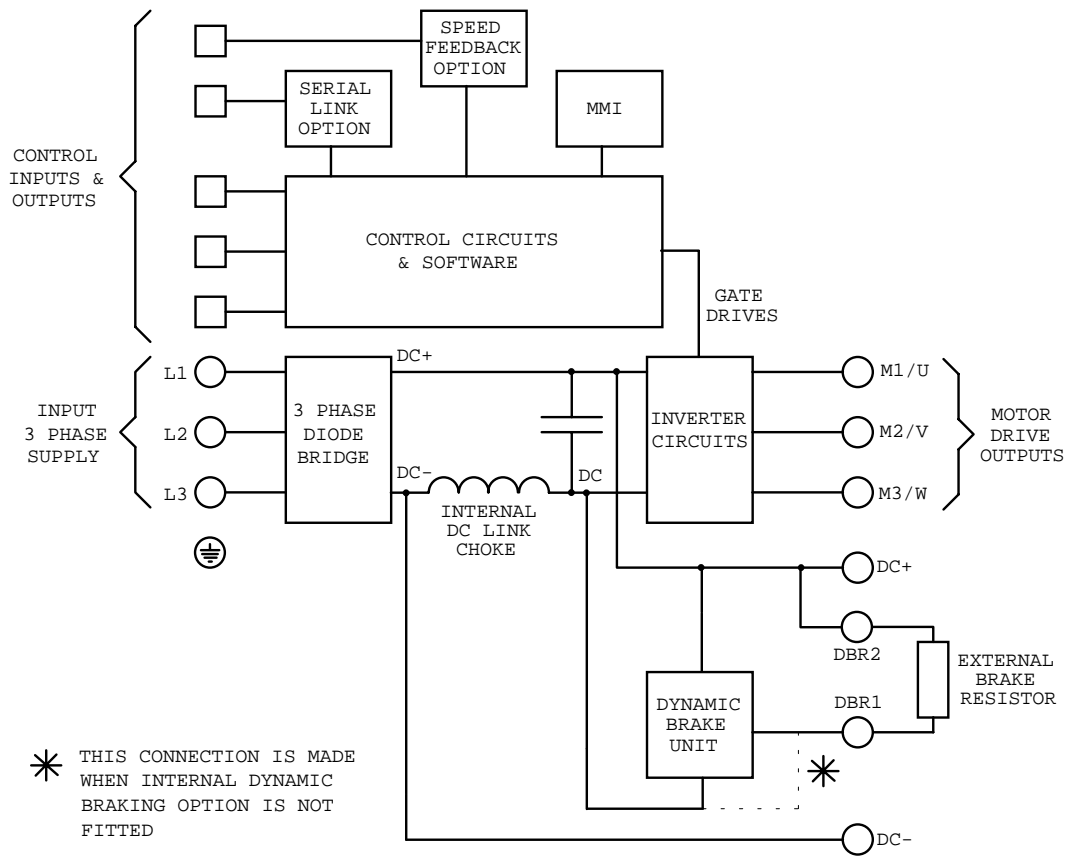 SPEED
FEEDBACK
OPTION
SERIAL
LINK
OPTION
MMI
CONTROL
INPUTS &
OUTPUTS
CONTROL CIRCUITS
& SOFTWARE
GATE
DRIVES
INPUT
3 PHASE
SUPPLY
L1
L2
L3
3 PHASE
DIODE
BRIDGE
DC+
DC-
DC
INTERNAL
DC LINK
CHOKE
INVERTER
CIRCUITS
M1/U
M2/V
M3/W
MOTOR
DRIVE
OUTPUTS
DC+
DBR2
DBR1
EXTERNAL
BRAKE
RESISTOR
DYNAMIC
BRAKE
UNIT
DC-
THIS CONNECTION IS MADE
WHEN INTERNAL DYNAMIC
BRAKING OPTION IS NOT
FITTED